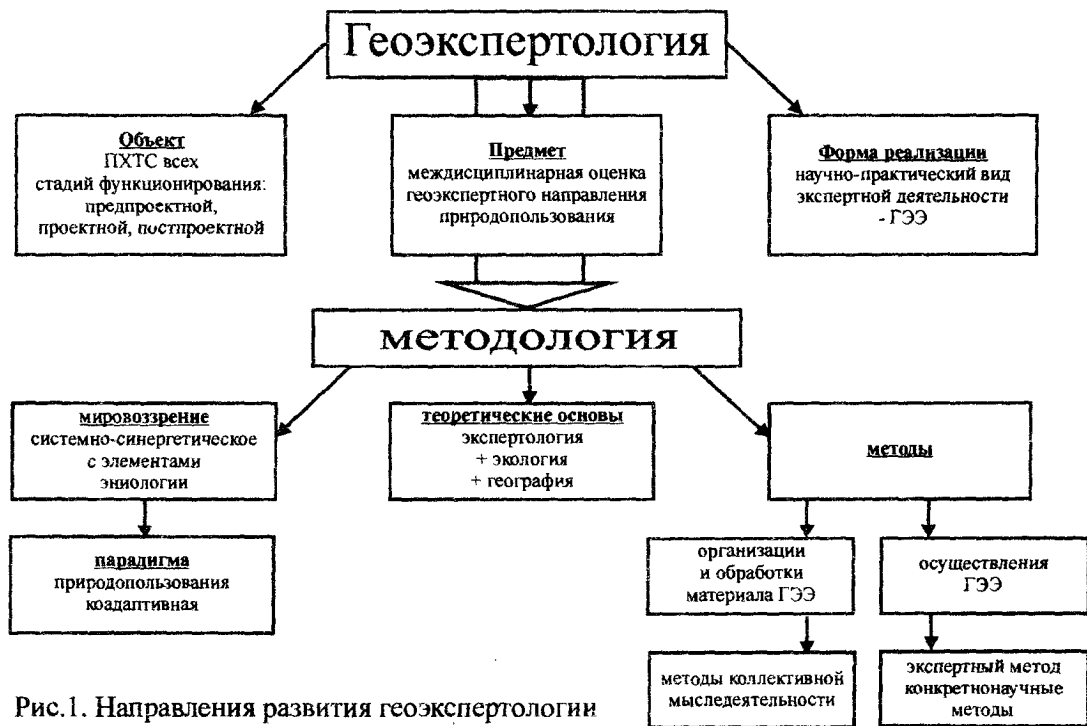 Геоэкспертология
Объект
ПХТС всех
стадий функционирования:
предпроектной,
проектной, постпроектной
Предмет
междисциплинарная оценка
геоэкспертного направления
природопользования
Форма реализации
научно-практический вид
экспертной деятельности
- ГЭЭ
методология
мировоззрение
системно-синергетическое
с элементами
эниологии
теоретические основы
экспертология
+ экология
+ география
методы
парадигма
природопользования
коадаптивная
организации
и обработки
материала ГЭЭ
осуществления
ГЭЭ
методы коллективной
мыследеятельности
экспертный метод
конкретнонаучные
методы
Рис.1. Направления развития геоэкспертологии